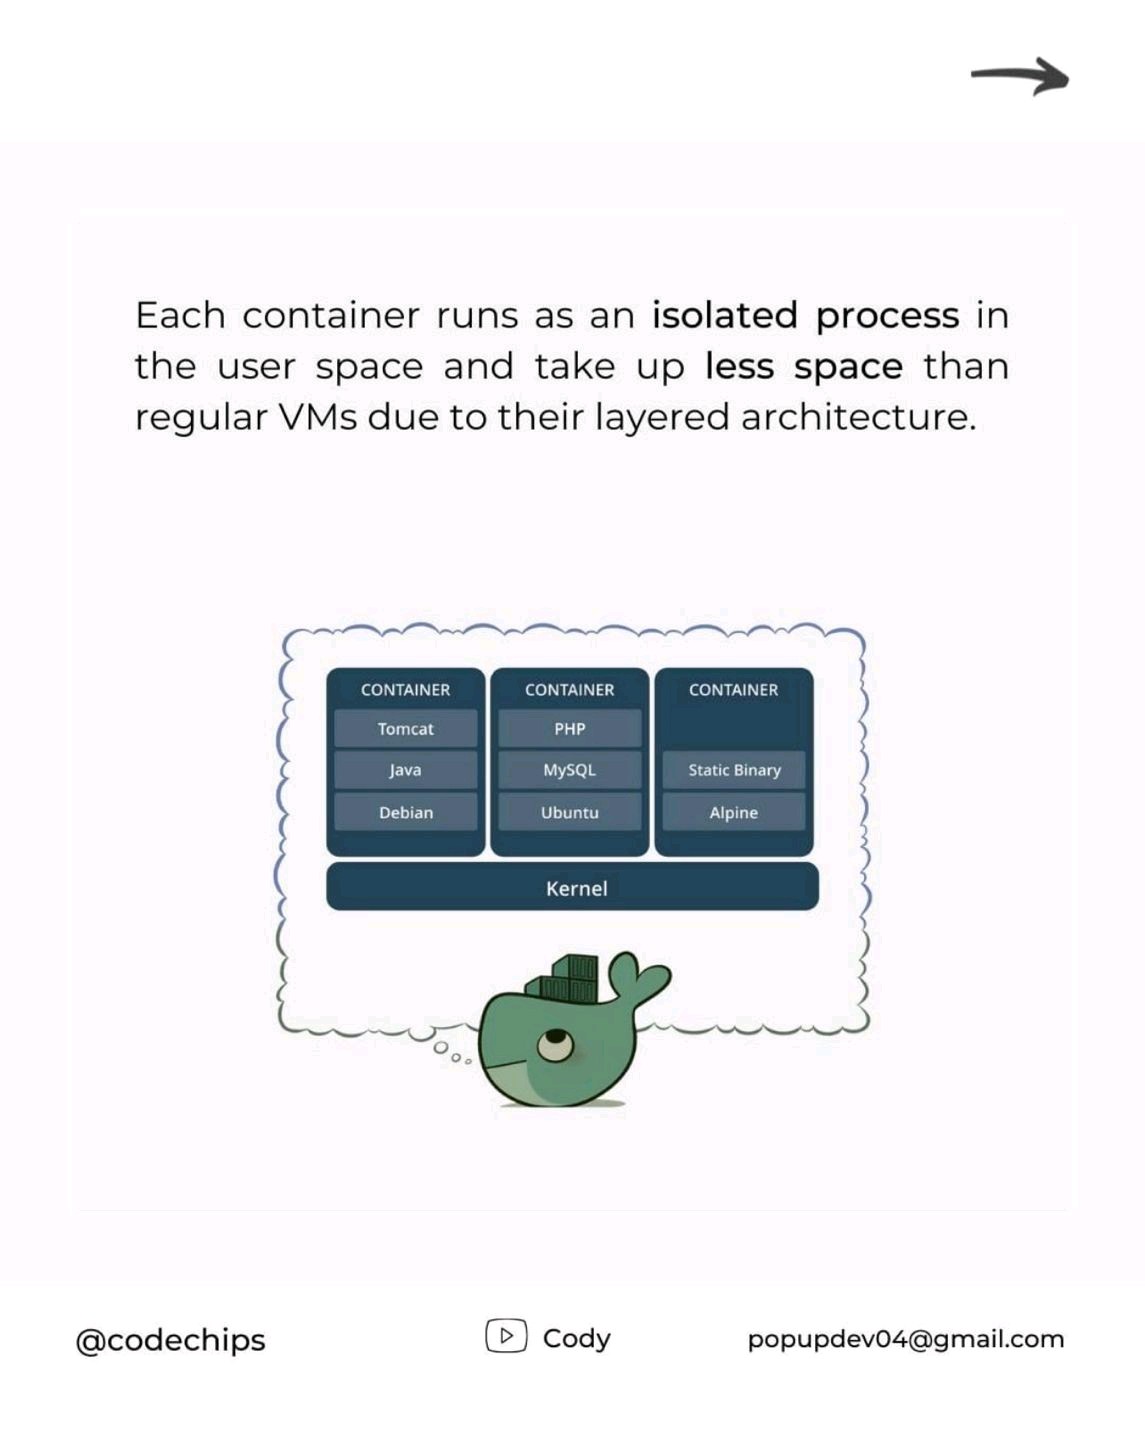 Each container runs as an isolated process in
the user space and take up less space than
regular VMs due to their layered architecture.
CONTAINER
Tomcat
Java
Debian
CONTAINER
PHP
MySQL
Ubuntu
CONTAINER
Static Binary
Alpine
Kernel
@codechips
Cody
popupdev04@gmail.com